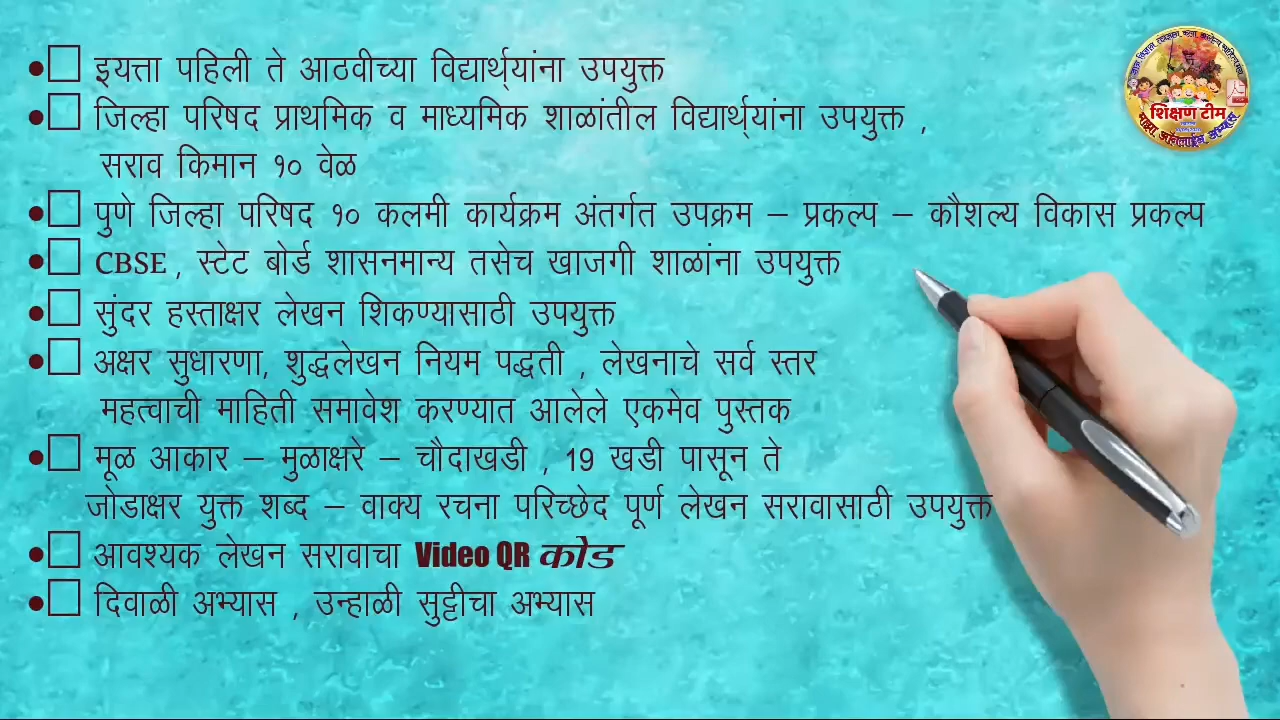 •☐ इयत्ता पहिली ते आठवीच्या विद्यार्थ्यांना उपयुक्त
•☐ जिल्हा परिषद प्राथमिक व माध्यमिक शाळांतील विद्यार्थ्यांना उपयुक्त ,
सराव किमान १० वेळ
•☐ पुणे जिल्हा परिषद १० कलमी कार्यक्रम अंतर्गत उपक्रम – प्रकल्प – कौशल्य विकास प्रकल्प
•☐ CBSE , स्टेट बोर्ड शासनमान्य तसेच खाजगी शाळांना उपयुक्त
•☐ सुंदर हस्ताक्षर लेखन शिकण्यासाठी उपयुक्त
•☐ अक्षर सुधारणा, शुद्धलेखन नियम पद्धती , लेखनाचे सर्व स्तर
महत्वाची माहिती समावेश करण्यात आलेले एकमेव पुस्तक
•☐ मूळ आकार – मुळाक्षरे – चौदाखडी , 19 खडी पासून ते
जोडाक्षर युक्त शब्द – वाक्य रचना परिच्छेद पूर्ण लेखन सरावासाठी उपयुक्त
•☐ आवश्यक लेखन सरावाचा Video QR कोड
•☐ दिवाळी अभ्यास , उन्हाळी सुट्टीचा अभ्यास
शिक्षण टीम
माझा ऑनलाईन अभ्यास